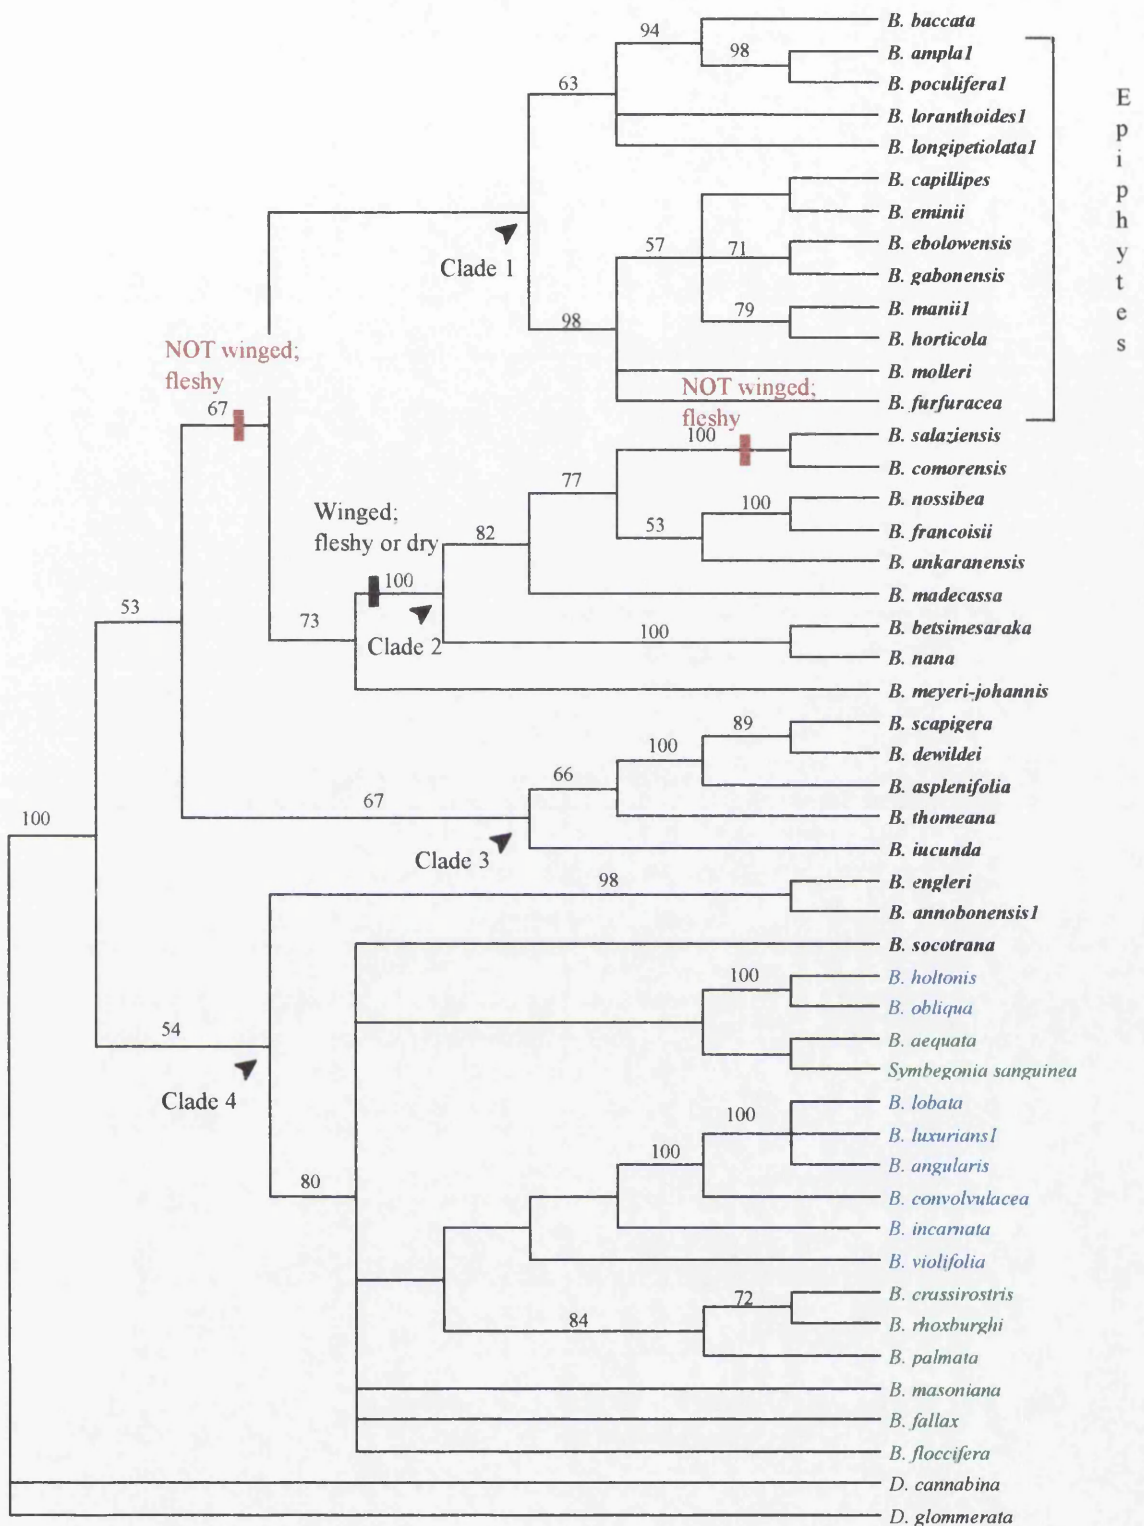 B. baccata
94
B. ampla1
98
B. poculifera1
63
B. loranthoides1
B. longipetiolata1
Epiphytes
B. capillipes
B. eminii
57
71
B. ebolowensis
Clade 1
B. gabonensis
79
B. manii1
98
B. horticola
NOT winged;
fleshy
B. molleri
NOT winged;
fleshy
B. furfuracea
67
100
B. salaziensis
B. comorensis
77
Winged;
fleshy or dry
100
B. nossibea
82
53
B. francoisii
B. ankaranensis
100
B. madecassa
53
73
Clade 2
100
B. betsimesaraka
B. nana
B. meyeri-johannis
89
B. scapigera
100
B. dewildei
66
B. asplenifolia
67
B. thomeana
100
Clade 3
B. iucunda
98
B. engleri
B. annobonensis1
B. socotrana
100
B. holtonis
B. obliqua
54
B. aequata
Symbegonia sanguinea
Clade 4
B. lobata
100
B. luxurians1
100
B. angularis
80
B. convolvulacea
B. incarnata
B. violifolia
72
B. crassirostris
84
B. rhoxburghi
B. palmata
B. masoniana
B. fallax
B. floccifera
D. cannabina
D. glommerata